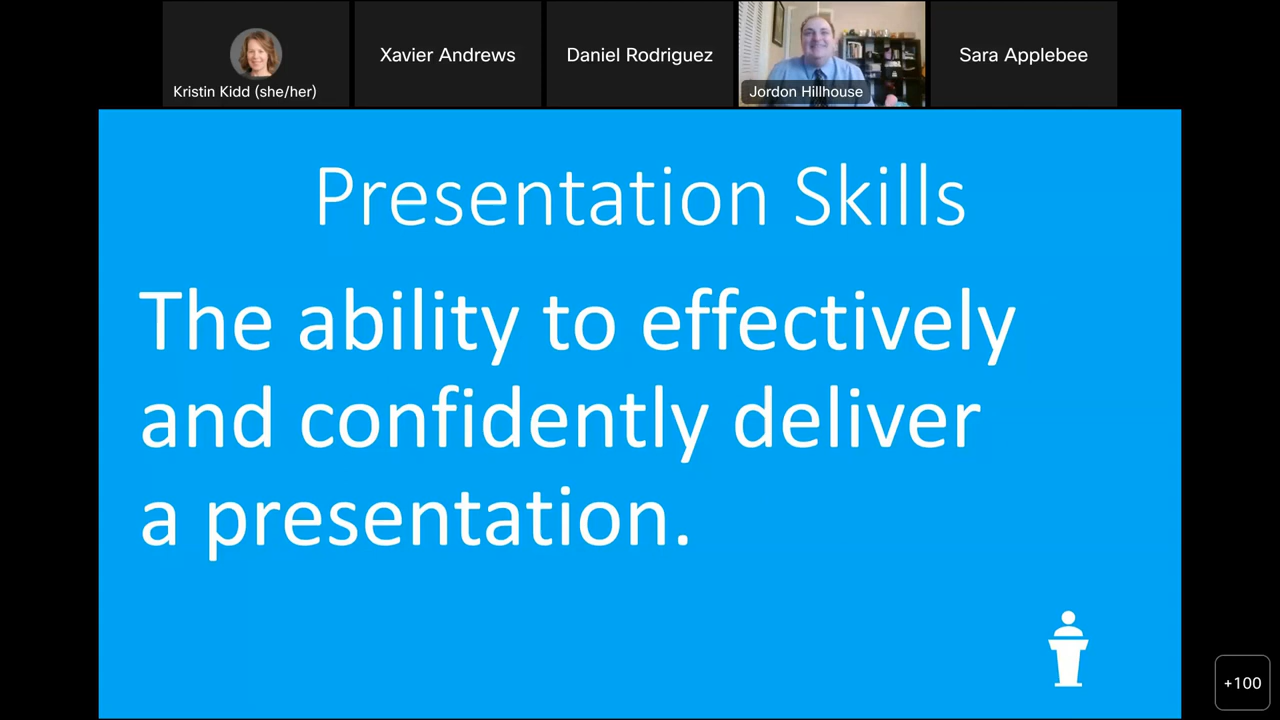 Kristin Kidd (she/her)
Xavier Andrews
Daniel Rodriguez
Jordon Hillhouse
Sara Applebee
Presentation Skills
The ability to effectively
and confidently deliver
a presentation.
+100